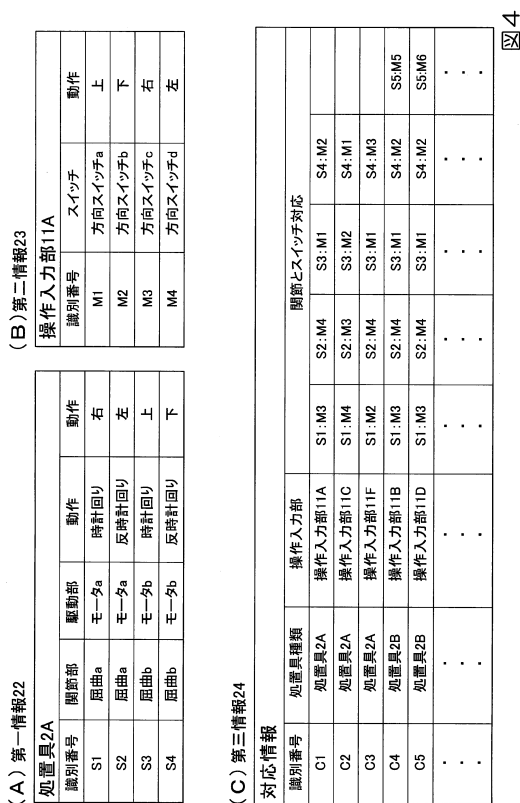 (A) 第一情報22
処置具2A
識別番号 関節部 駆動部 動作 動作
S1 屈曲a モータa 時計回り 右
S2 屈曲a モータa 反時計回り 左
S3 屈曲b モータb 時計回り 上
S4 屈曲b モータb 反時計回り 下
(B)第二情報23
操作入力部11A
識別番号 スイッチ 動作
M1 方向スイッチa 上
M2 方向スイッチb 下
M3 方向スイッチc 右
M4 方向スイッチd 左
(C) 第三情報24
対応情報
識別番号 処置具種類 操作入力部 関節とスイッチ対応
C1 処置具2A 操作入力部11A S1:M3 S2:M4 S3:M1 S4:M2
C2 処置具2A 操作入力部11C S1:M4 S2:M3 S3:M2 S4:M1
C3 処置具2A 操作入力部11F S1:M2 S2:M4 S3:M1 S4:M3
C4 処置具2B 操作入力部11B S1:M3 S2:M4 S3:M1 S4:M2 S5:M5
C5 処置具2B 操作入力部11D S1:M3 S2:M4 S3:M1 S4:M2 S5:M6
・・・ ・・・ ・・・ ・・・ ・・・ ・・・ ・・・ ・・・
図4